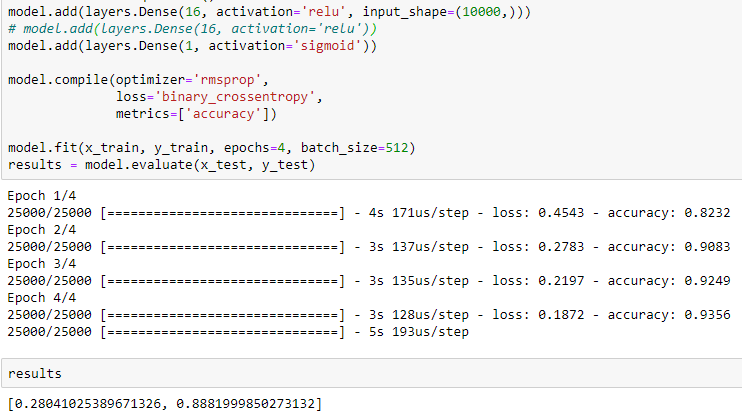 model.add(layers.Dense(16, activation='relu', input_shape=(10000,)))
# model.add(layers.Dense(16, activation='relu'))
model.add(layers.Dense(1, activation='sigmoid'))
model.compile(optimizer='rmsprop',
              loss='binary_crossentropy',
              metrics=['accuracy'])
model.fit(x_train, y_train, epochs=4, batch_size=512)
results = model.evaluate(x_test, y_test)
Epoch 1/4
25000/25000 [==============================] - 4s 171us/step - loss: 0.4543 - accuracy: 0.8232
Epoch 2/4
25000/25000 [==============================] - 3s 137us/step - loss: 0.2783 - accuracy: 0.9083
Epoch 3/4
25000/25000 [==============================] - 3s 135us/step - loss: 0.2197 - accuracy: 0.9249
Epoch 4/4
25000/25000 [==============================] - 3s 128us/step - loss: 0.1872 - accuracy: 0.9356
25000/25000 [==============================] - 5s 193us/step
results
[0.28041025389671326, 0.8881999850273132]